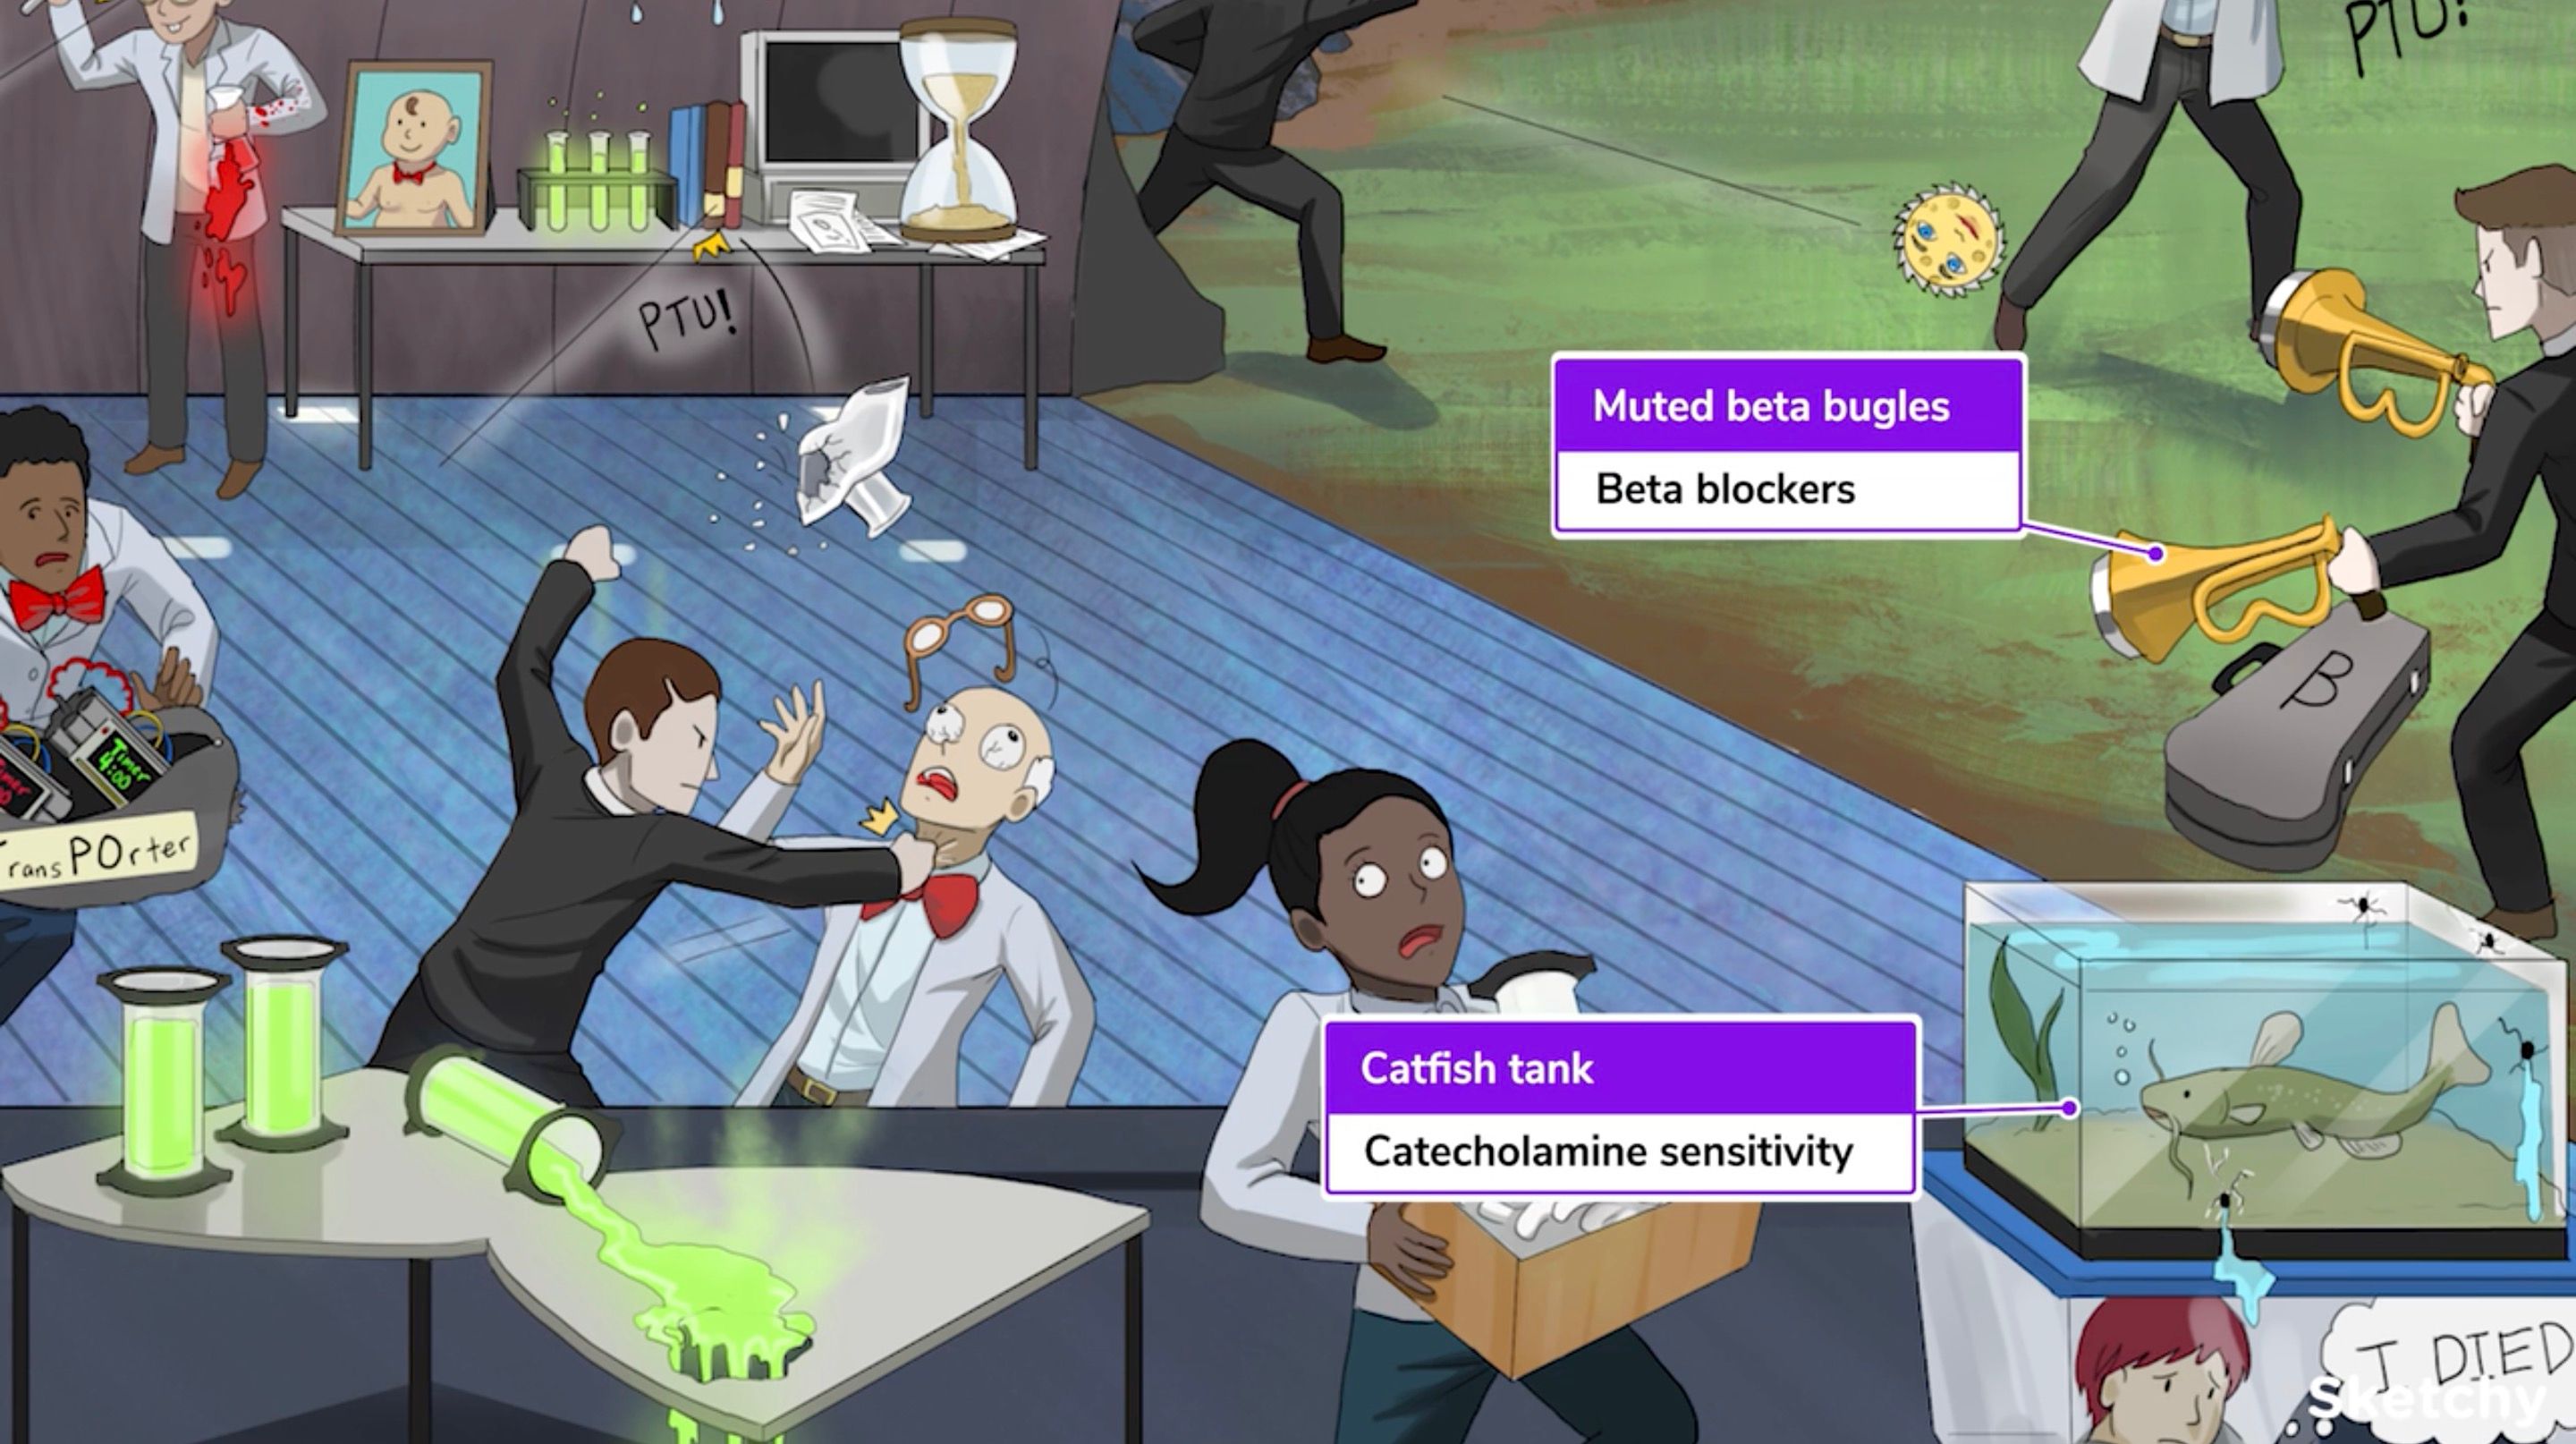 PTU!
PTU!
Muted beta bugles
Beta blockers
β
Timer
4:00
TransPOrter
Catfish tank
Catecholamine sensitivity
I DIED
Sketchy